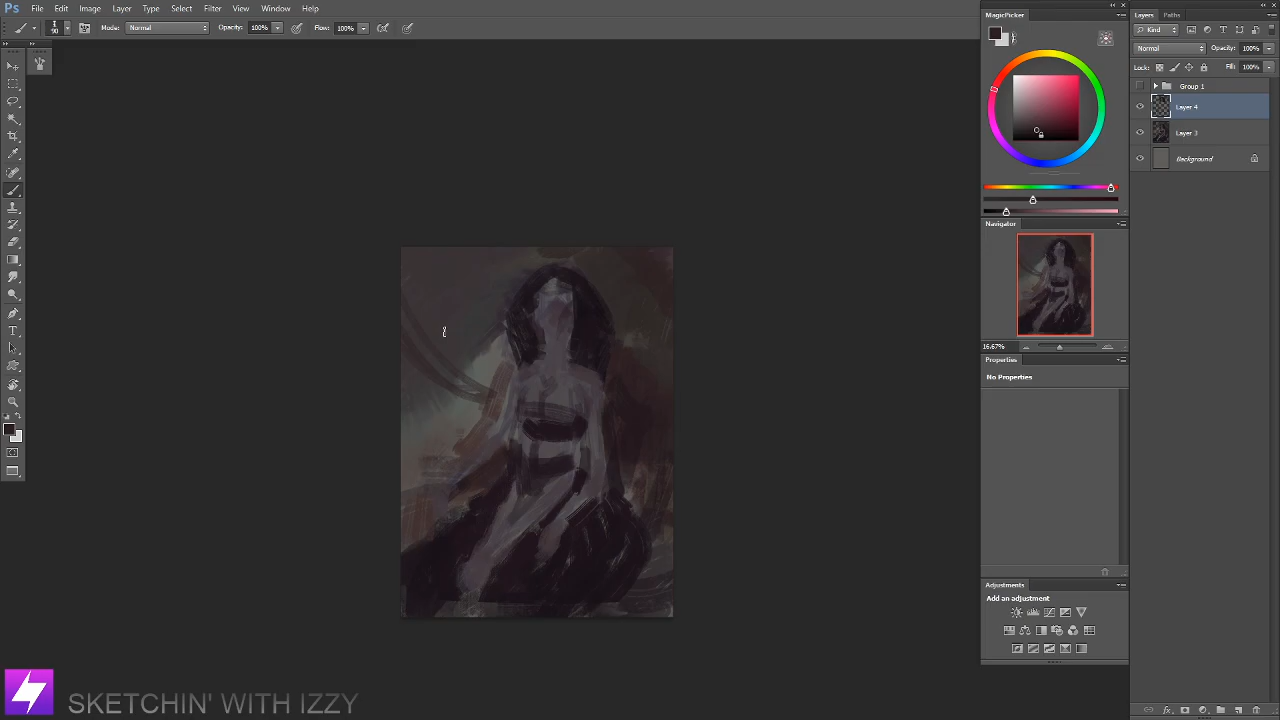 Ps File Edit Image Layer Type Select Filter View Window Help
90 Mode: Normal Opacity: 100% Flow: 100%
MagicPicker
Navigator
16.67%
Properties
No Properties
Adjustments
Add an adjustment
Layers Paths
Kind
Normal Opacity: 100%
Lock: Fill: 100%
Group 1
Layer 4
Layer 3
Background
fx
T
SKETCHIN' WITH IZZY